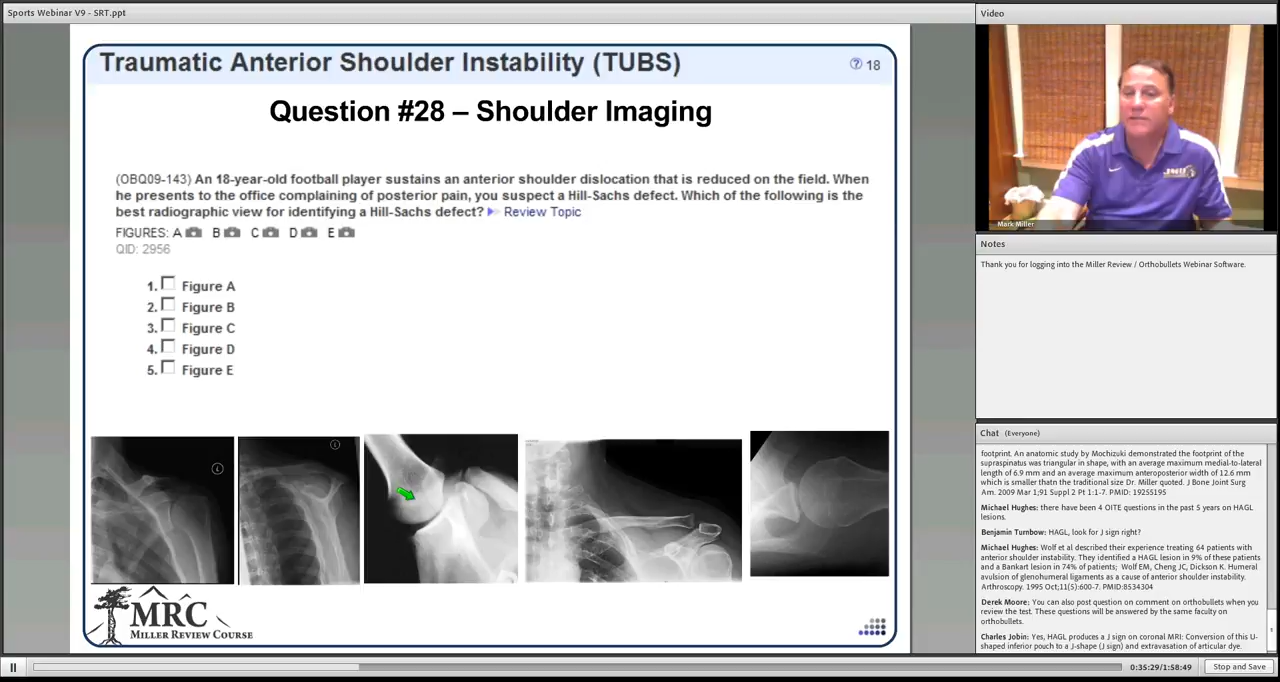 Sports Webinar V9 - SRT.ppt
Traumatic Anterior Shoulder Instability (TUBS)
18
Question #28 – Shoulder Imaging
(OBQ09-143) An 18-year-old football player sustains an anterior shoulder dislocation that is reduced on the field. When
he presents to the office complaining of posterior pain, you suspect a Hill-Sachs defect. Which of the following is the
best radiographic view for identifying a Hill-Sachs defect? Review Topic
FIGURES: A B C D E
QID: 2956
1. Figure A
2. Figure B
3. Figure C
4. Figure D
5. Figure E
L
L
MRC
MILLER REVIEW COURSE
Video
Mark Miller
Notes
Thank you for logging into the Miller Review / Orthobullets Webinar Software.
Chat (Everyone)
footprint. An anatomic study by Mochizuki demonstrated the footprint of the
supraspinatus was triangular in shape, with an average maximum medial-to-lateral
length of 6.9 mm and an average maximum anteroposterior width of 12.6 mm
which is smaller thatn the traditional size Dr. Miller quoted. J Bone Joint Surg
Am. 2009 Mar 1;91 Suppl 2 Pt 1:1-7. PMID: 19255195
Michael Hughes: there have been 4 OITE questions in the past 5 years on HAGL
lesions.
Benjamin Turnbow: HAGL, look for J sign right?
Michael Hughes: Wolf et al described their experience treating 64 patients with
anterior shoulder instability. They identified a HAGL lesion in 9% of these patients
and a Bankart lesion in 74% of patients; Wolf EM, Cheng JC, Dickson K. Humeral
avulsion of glenohumeral ligaments as a cause of anterior shoulder instability.
Arthroscopy. 1995 Oct;11(5):600-7. PMID:8534304
Derek Moore: You can also post question on comment on orthobullets when you
review the test. These questions will be answered by the same faculty on
orthobullets.
Charles Jobin: Yes, HAGL produces a J sign on coronal MRI: Conversion of this U-
shaped inferior pouch to a J-shape (J sign) and extravasation of articular dye.
0:35:29/1:58:49
Stop and Save